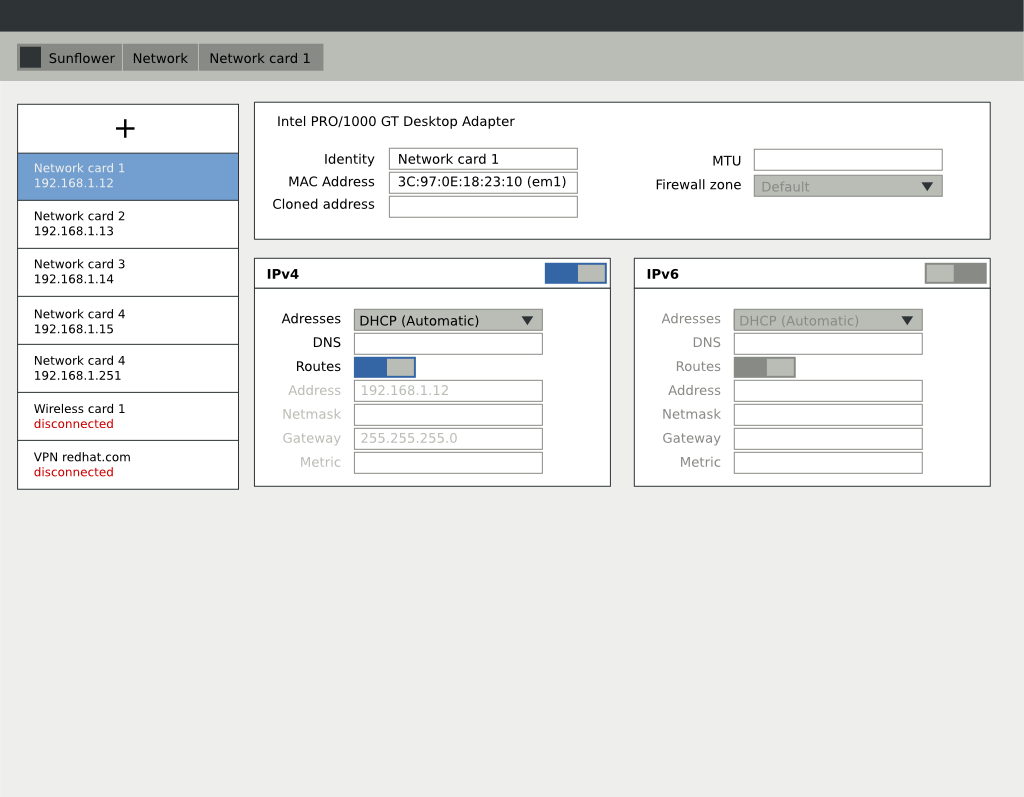 Sunflower Network Network card 1
+
Network card 1
192.168.1.12
Network card 2
192.168.1.13
Network card 3
192.168.1.14
Network card 4
192.168.1.15
Network card 4
192.168.1.251
Wireless card 1
disconnected
VPN redhat.com
disconnected
Intel PRO/1000 GT Desktop Adapter
Identity Network card 1
MAC Address 3C:97:0E:18:23:10 (em1)
Cloned address
MTU
Firewall zone Default
IPv4
Adresses DHCP (Automatic)
DNS
Routes
Address 192.168.1.12
Netmask
Gateway 255.255.255.0
Metric
IPv6
Adresses DHCP (Automatic)
DNS
Routes
Address
Netmask
Gateway
Metric